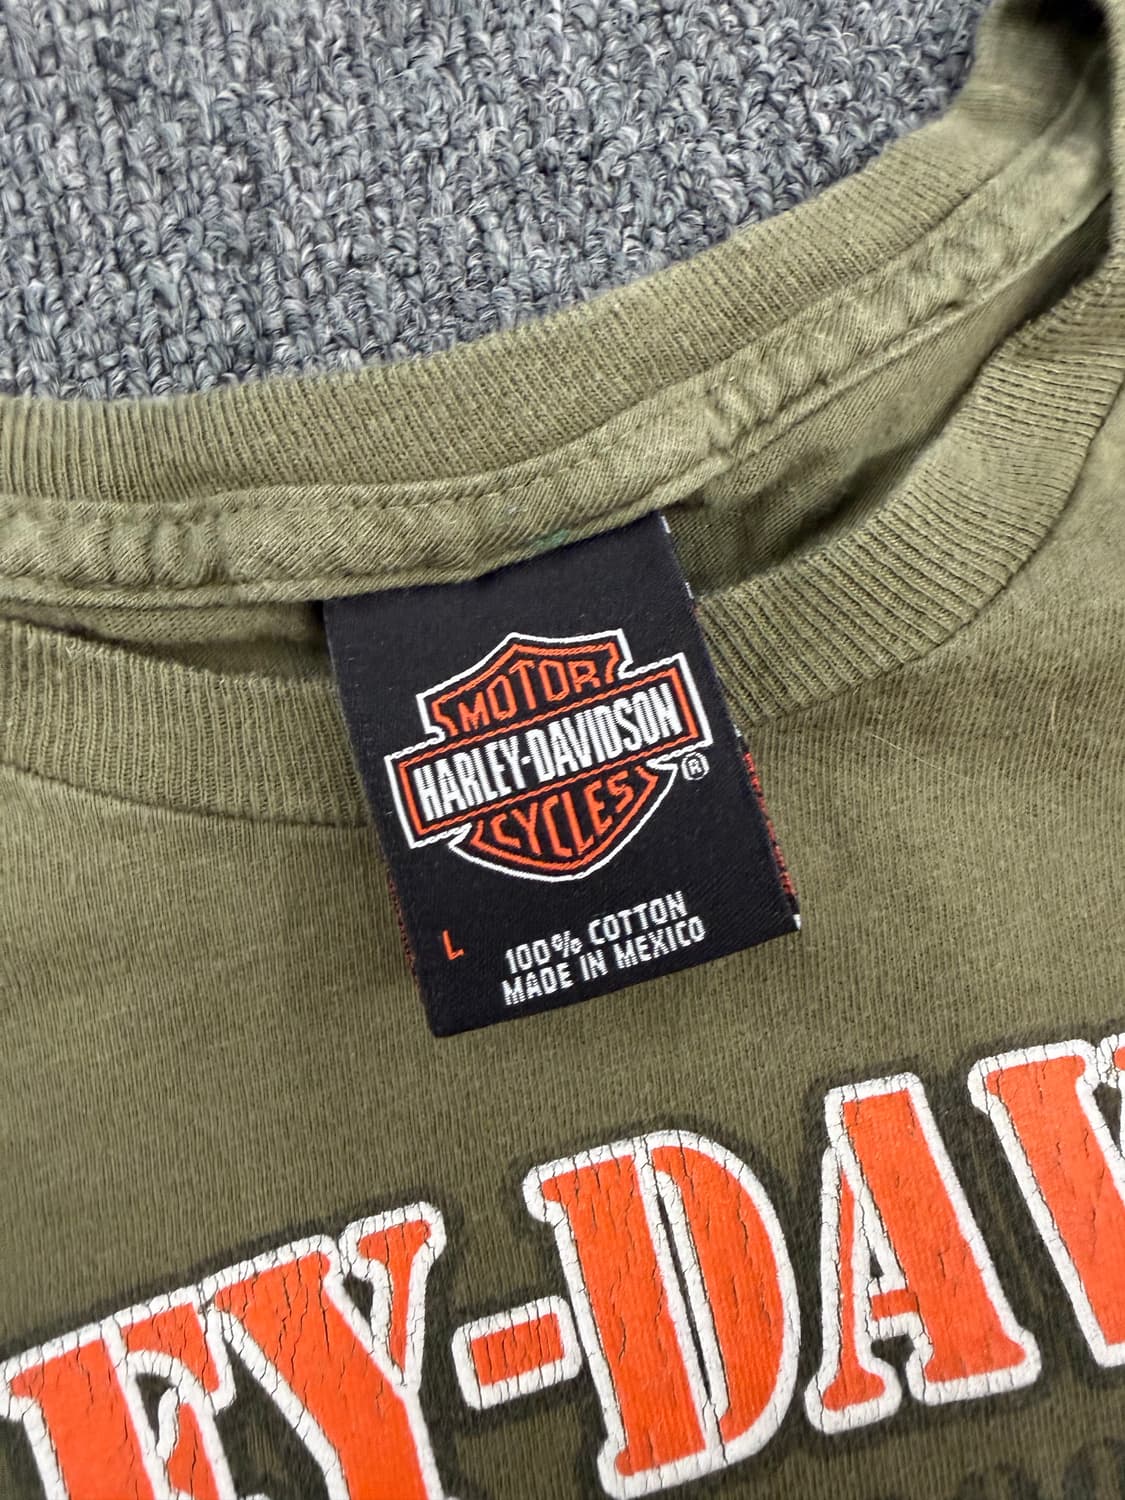 MOTOR
HARLEY-DAVIDSON
CYCLES
®
L
100% COTTON
MADE IN MEXICO
EY-DAV